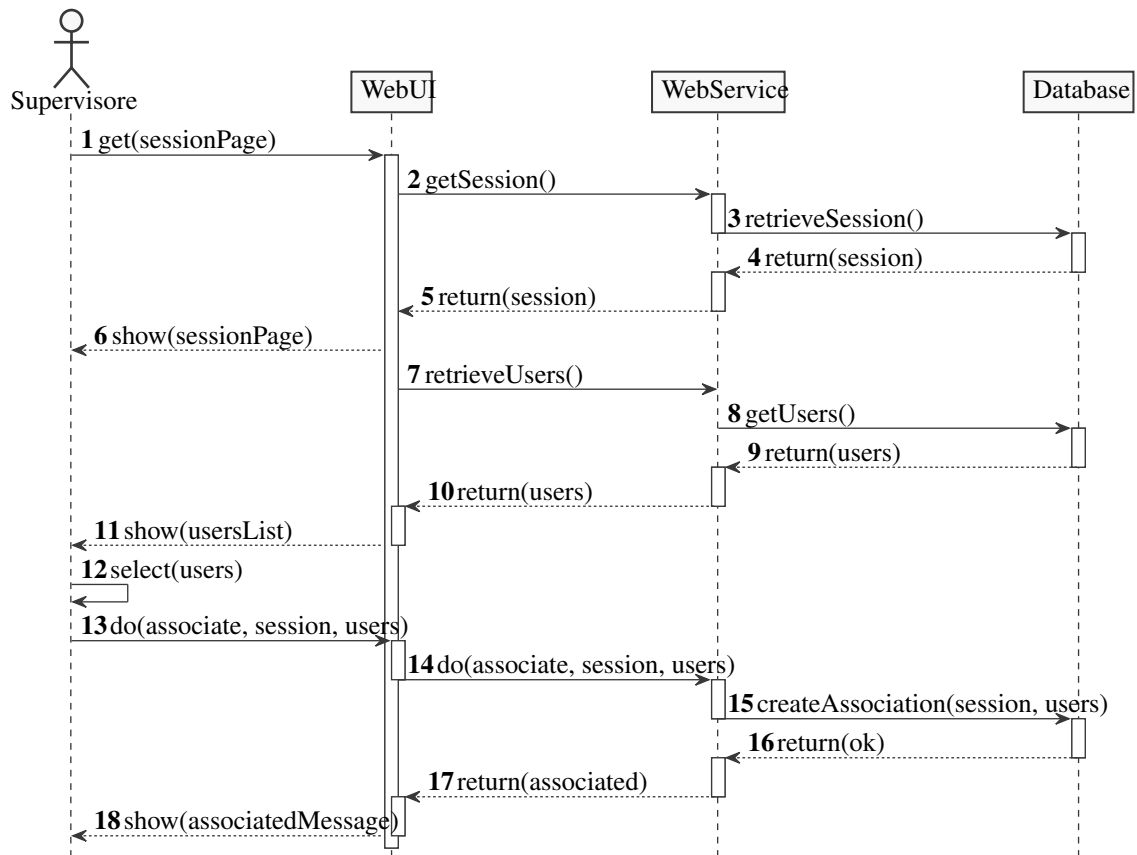 Supervisore
WebUI
WebService
Database
1 get(sessionPage)
2 getSession()
3 retrieveSession()
4 return(session)
5 return(session)
6 show(sessionPage)
7 retrieveUsers()
8 getUsers()
9 return(users)
10 return(users)
11 show(usersList)
12 select(users)
13 do(associate, session, users)
14 do(associate, session, users)
15 createAssociation(session, users)
16 return(ok)
17 return(associated)
18 show(associatedMessage)